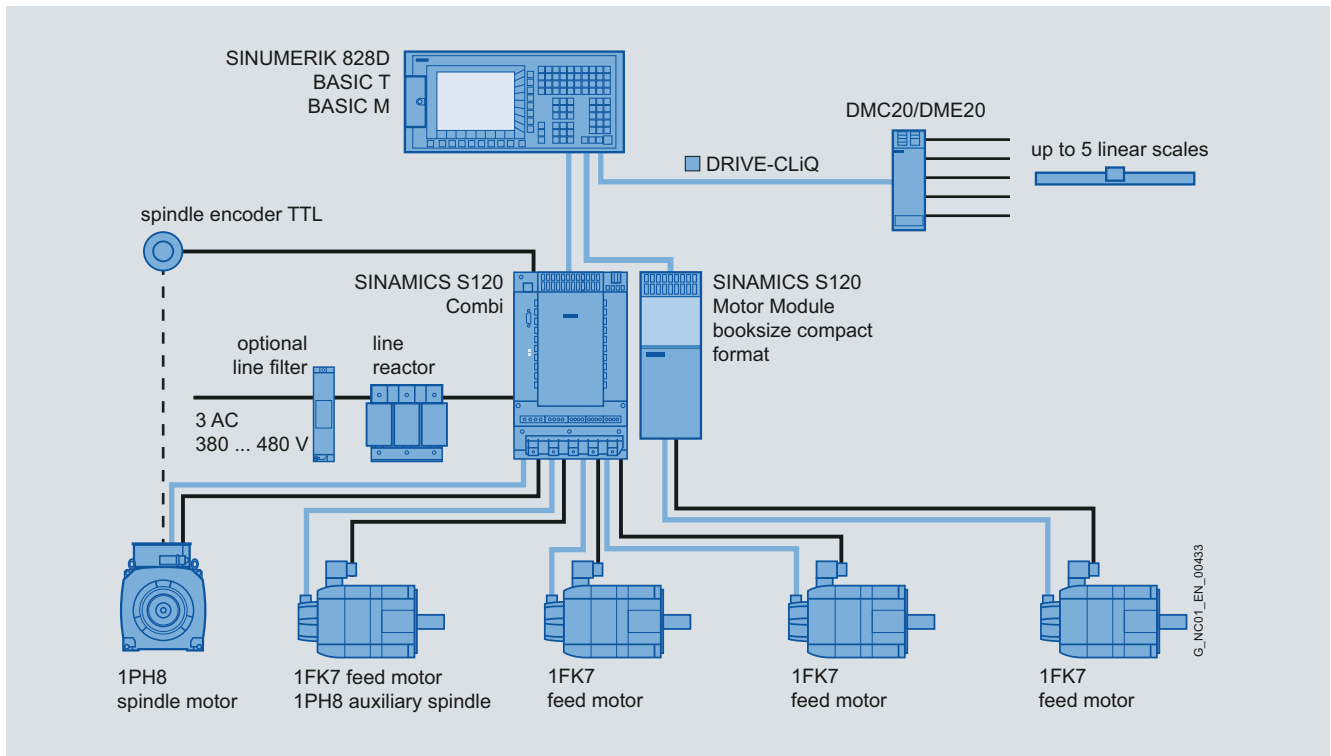 SINUMERIK 828D
BASIC T
BASIC M
DMC20/DME20
DRIVE-CLiQ
up to 5 linear scales
spindle encoder TTL
SINAMICS S120
Combi
SINAMICS S120
Motor Module
booksize compact
format
optional
line filter
line
reactor
3 AC
380 ... 480 V
1PH8
spindle motor
1FK7 feed motor
1PH8 auxiliary spindle
1FK7
feed motor
1FK7
feed motor
1FK7
feed motor
G_NC01_EN_00433